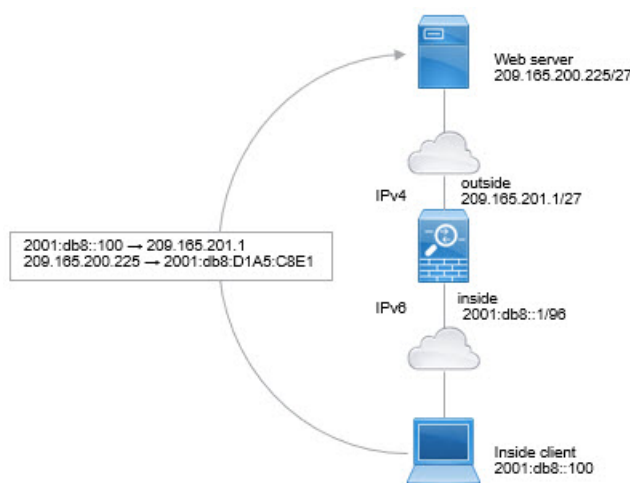 Web server
209.165.200.225/27
IPv4
outside
209.165.201.1/27
2001:db8::100 → 209.165.201.1
209.165.200.225 → 2001:db8:D1A5:C8E1
IPv6
inside
2001:db8::1/96
Inside client
2001:db8::100